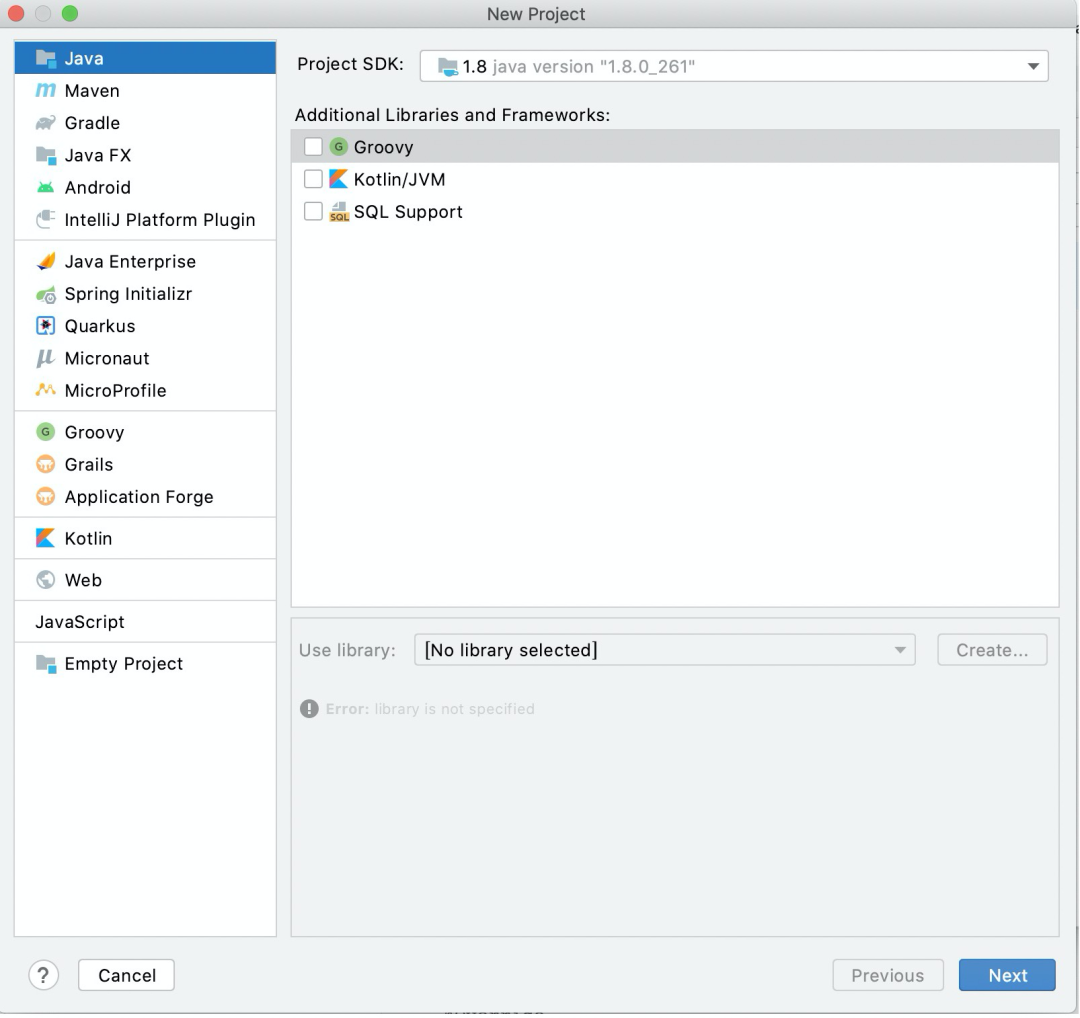 New Project
Java
Maven
Gradle
Java FX
Android
IntelliJ Platform Plugin
Java Enterprise
Spring Initializr
Quarkus
Micronaut
MicroProfile
Groovy
Grails
Application Forge
Kotlin
Web
JavaScript
Empty Project
Project SDK: 1.8 java version "1.8.0_261"
Additional Libraries and Frameworks:
G Groovy
Kotlin/JVM
SQL SQL Support
Use library: [No library selected] Create...
! Error: library is not specified
? Cancel Previous Next